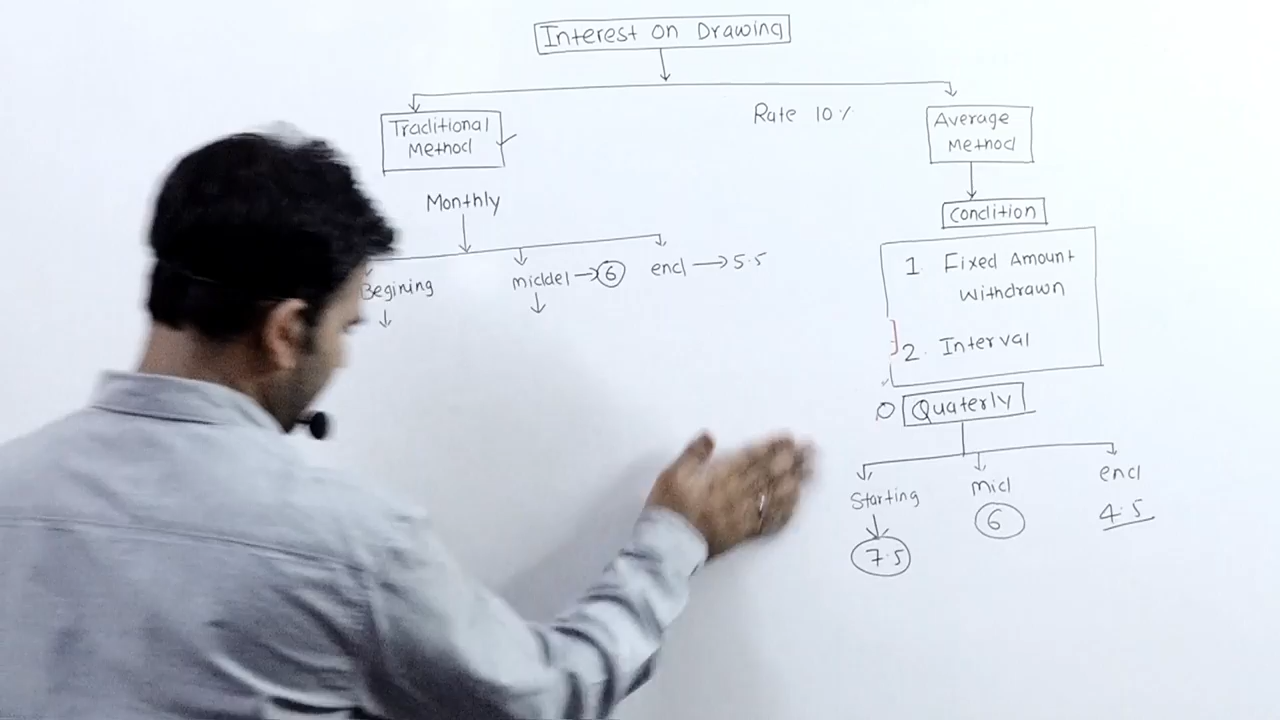 Interest on Drawing
Traditional
Method
Rate 10%
Average
Method
Monthly
Condition
Begining
middel → 6
end → 5.5
1. Fixed Amount
Withdrawn
2. Interval
Quaterly
Starting
Mid
end
7.5
6
4.5